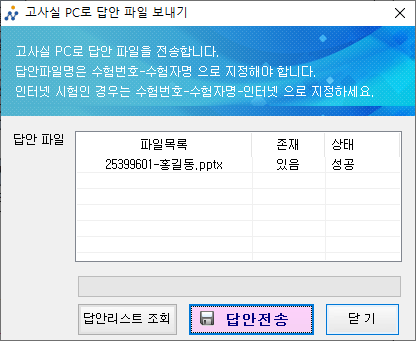 고사실 PC로 답안 파일 보내기
고사실 PC로 답안 파일을 전송합니다.
답안파일명은 수험번호-수험자명 으로 지정해야 합니다.
인터넷 시험인 경우는 수험번호-수험자명-인터넷 으로 지정하세요.
답안 파일
파일목록 존재 상태
25399601-홍길동.pptx 있음 성공
답안리스트 조회 답안전송 닫 기